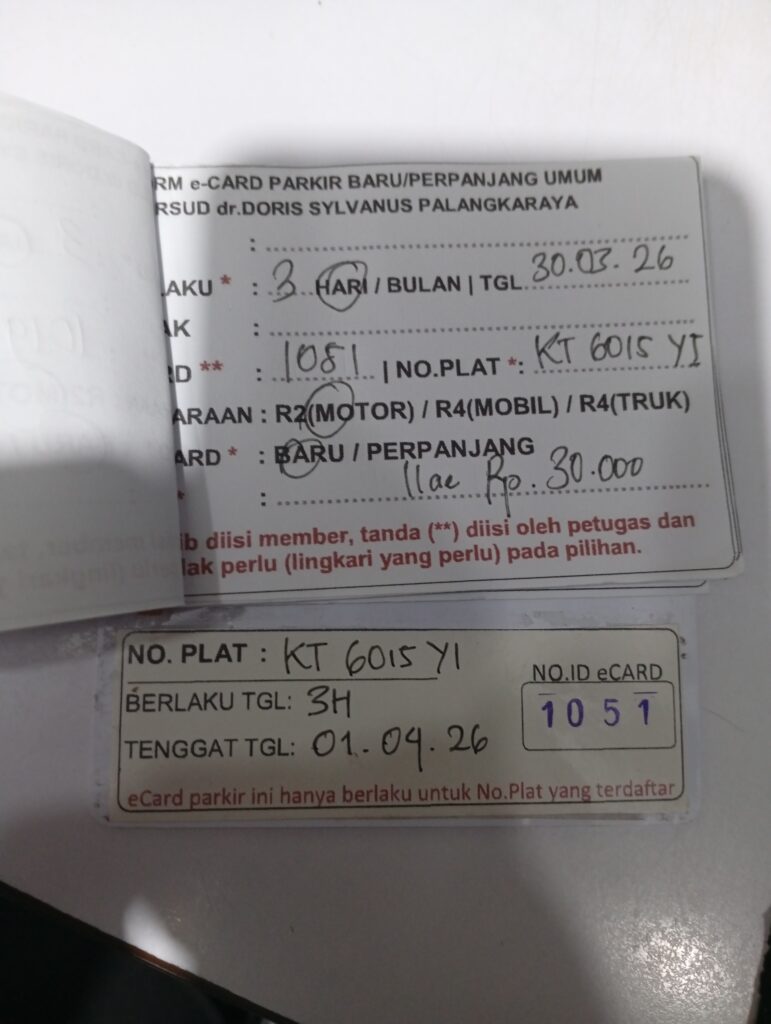 RM e-CARD PARKIR BARU/PERPANJANG UMUM
RSUD dr.DORIS SYLVANUS PALANGKARAYA
:
LAKU * : 3 HARI / BULAN | TGL 30.03.26
AK :
D ** : 1081 | NO.PLAT *: KT 6015 YI
ARAAN : R2(MOTOR) / R4(MOBIL) / R4(TRUK)
ARD * : BARU / PERPANJANG
* : Rp. 30.000
ib diisi member, tanda (**) diisi oleh petugas dan
lak perlu (lingkari yang perlu) pada pilihan.
NO. PLAT : KT 6015 YI
BERLAKU TGL: 3H
TENGGAT TGL: 01.04.26
NO.ID eCARD
1051
eCard parkir ini hanya berlaku untuk No.Plat yang terdaftar